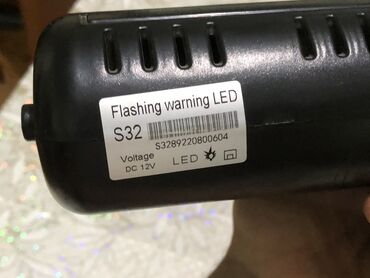 Flashing warning LED
S32
S3289220800604
Voltage
DC 12V
LED